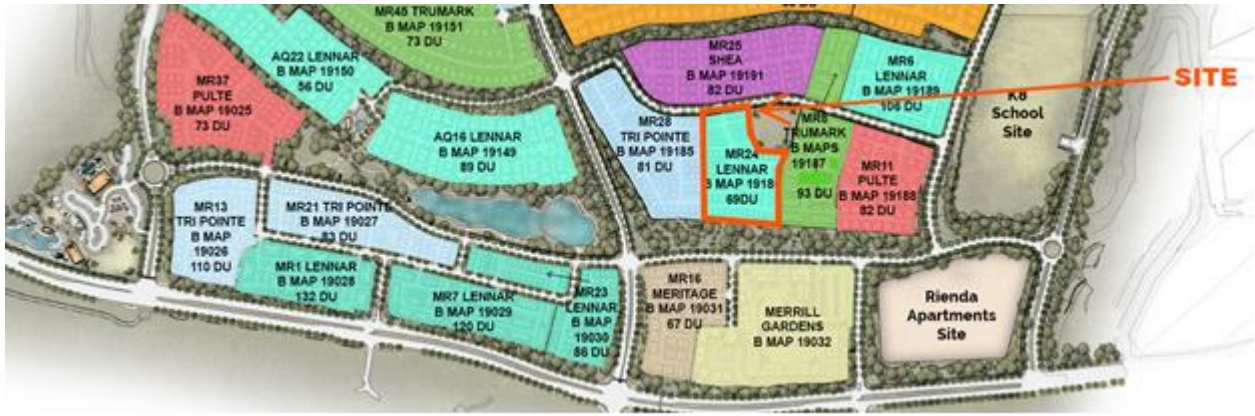 MR45 TRUMARK
B MAP 19151
73 DU
AQ22 LENNAR
B MAP 19150
56 DU
MR37
PULTE
B MAP 19025
73 DU
AQ16 LENNAR
B MAP 19149
89 DU
MR25
SHEA
B MAP 19191
82 DU
MR6
LENNAR
B MAP 19189
106 DU
SITE
K8
School
Site
MR28
TRI POINTE
B MAP 19185
81 DU
MR24
LENNAR
B MAP 1918
69DU
MR8
TRUMARK
B MAPS
19187
93 DU
MR11
PULTE
B MAP 19188
82 DU
MR13
TRI POINTE
B MAP
19026
110 DU
MR21 TRI POINTE
B MAP 19027
83 DU
MR1 LENNAR
B MAP 19028
132 DU
MR7 LENNAR
B MAP 19029
120 DU
MR23
LENNAR
B MAP
19030
86 DU
MR16
MERITAGE
B MAP 19031
67 DU
MERRILL
GARDENS
B MAP 19032
Rienda
Apartments
Site